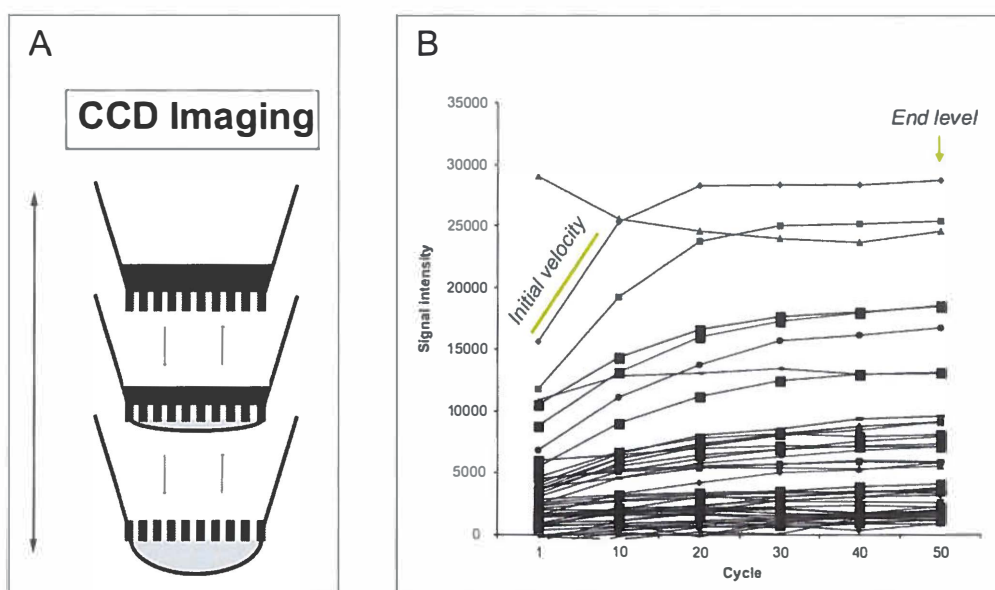 A
CCD Imaging
B
35000
30000
25000
20000
15000
10000
5000
0
Signal intensity
Initial velocity
End level
1 10 20 30 40 50
Cycle